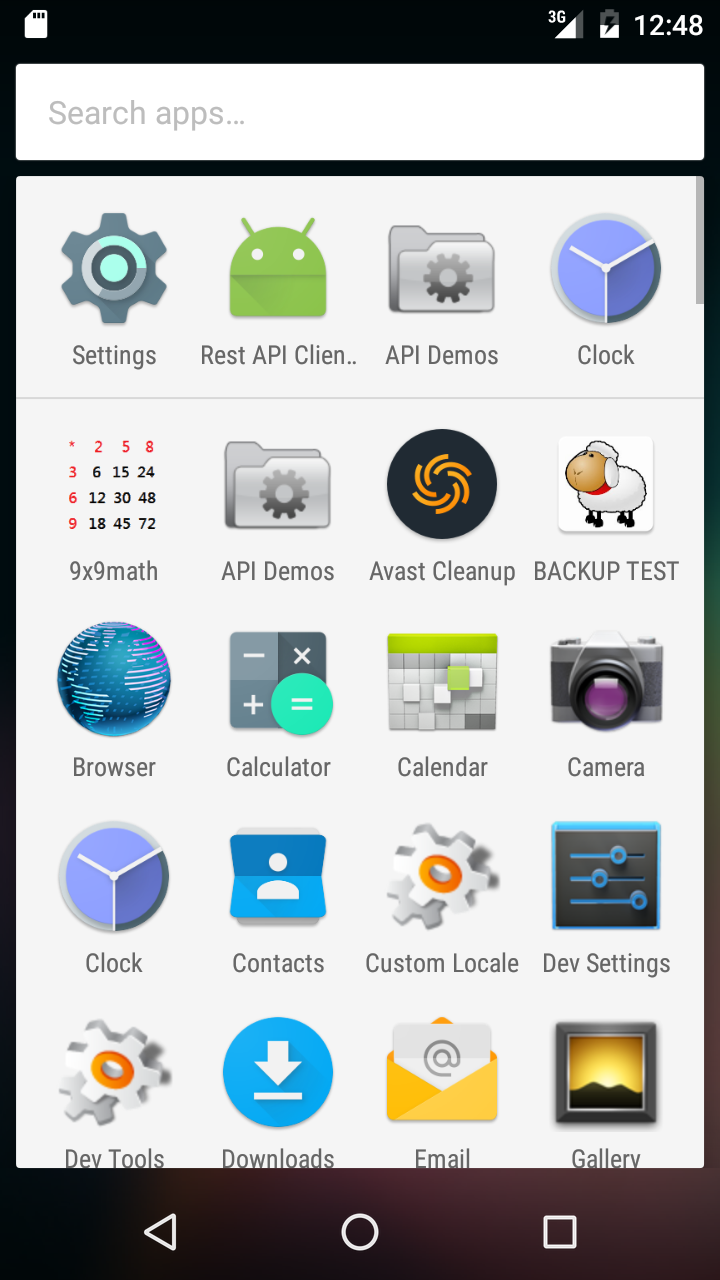 3G 12:48
Search apps...
Settings Rest API Clien.. API Demos Clock
* 2 5 8
3 6 15 24
6 12 30 48
9 18 45 72
9x9math API Demos Avast Cleanup BACKUP TEST
Browser Calculator Calendar Camera
Clock Contacts Custom Locale Dev Settings
@
Dev Tools Downloads Email Gallery